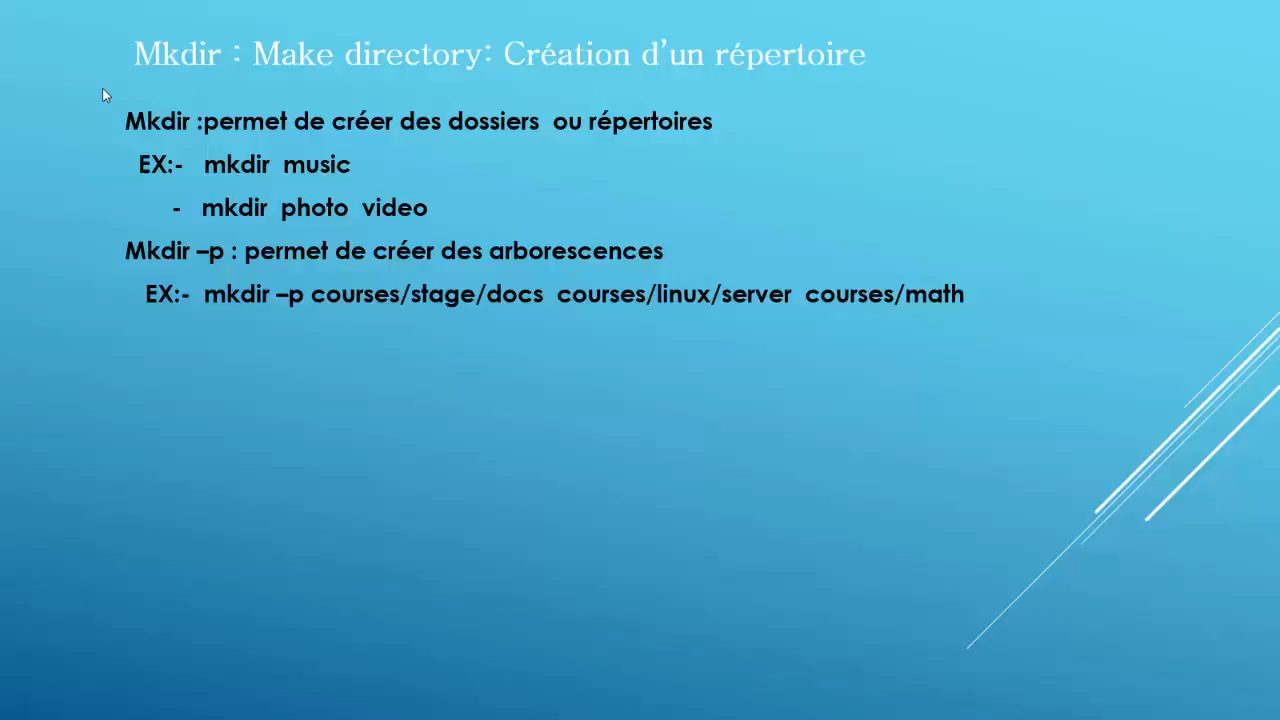 Mkdir : Make directory: Création d’un répertoire
Mkdir :permet de créer des dossiers ou répertoires
EX:- mkdir music
- mkdir photo video
Mkdir –p : permet de créer des arborescences
EX:- mkdir –p courses/stage/docs courses/linux/server courses/math